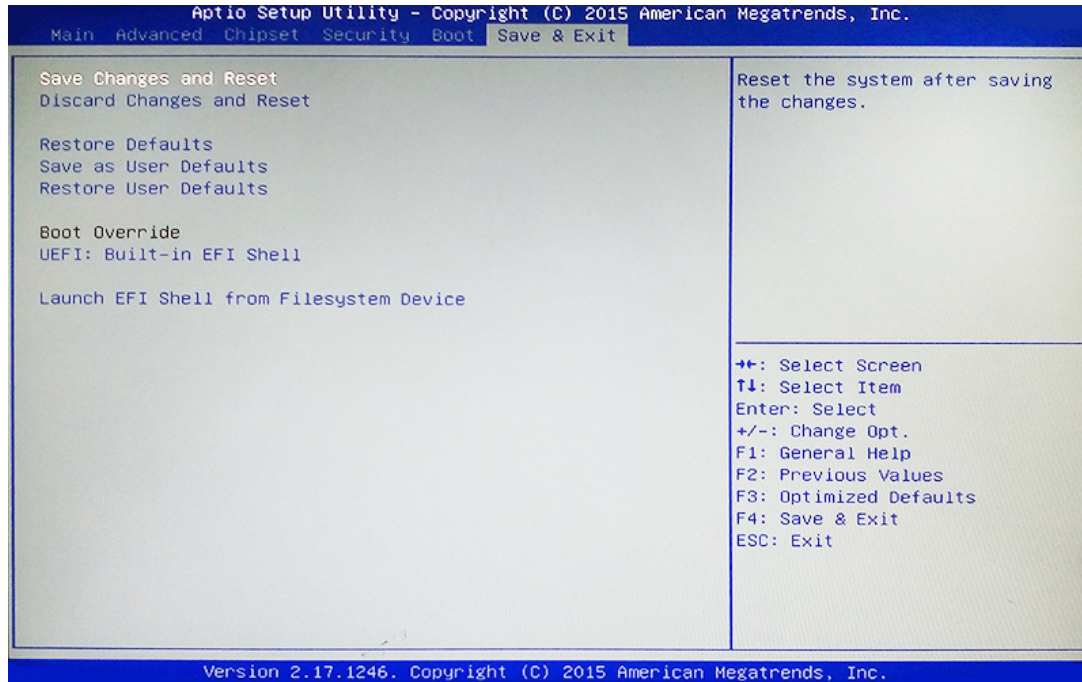 Aptio Setup Utility - Copyright (C) 2015 American Megatrends, Inc.
Main Advanced Chipset Security Boot Save & Exit
Save Changes and Reset
Discard Changes and Reset
Restore Defaults
Save as User Defaults
Restore User Defaults
Boot Override
UEFI: Built-in EFI Shell
Launch EFI Shell from Filesystem Device
Reset the system after saving
the changes.
→←: Select Screen
↑↓: Select Item
Enter: Select
+/-: Change Opt.
F1: General Help
F2: Previous Values
F3: Optimized Defaults
F4: Save & Exit
ESC: Exit
Version 2.17.1246. Copyright (C) 2015 American Megatrends, Inc.